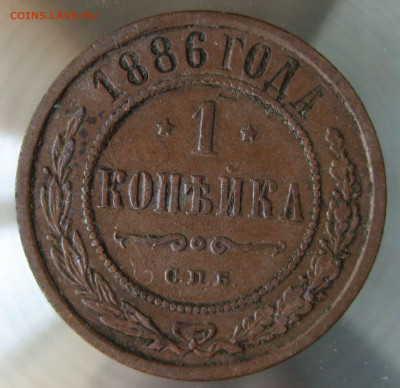 COINS.LAVE.RU
1886 ГОДА
1
КОПѢЙКА
С.П.Б.